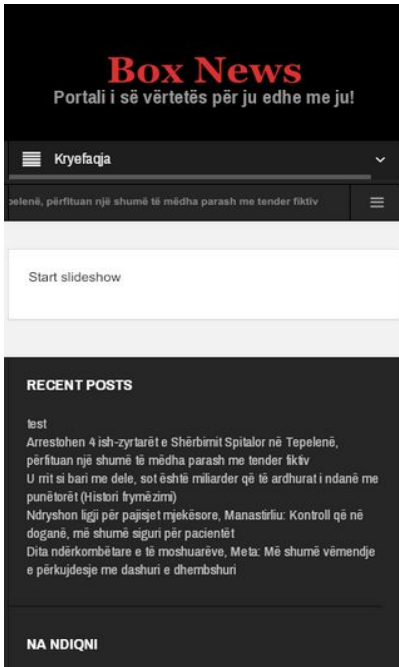 Box News
Portali i së vërtetës për ju edhe me ju!
Kryefaqja
përfituan një shumë të mëdha parash me tender fiktiv
Start slideshow
RECENT POSTS
test
Arrestohen 4 ish-zyrtarët e Shërbimit Spitalor në Tepelenë,
përfituan një shumë të mëdha parash me tender fiktiv
U rrit si bari me dele, sot është miliarder që të ardhurat i ndanë me
punëtorët (Histori frymëzimi)
Ndryshon ligji për pajisjet mjekësore, Manastirliu: Kontroll që në
doganë, më shumë siguri për pacientët
Dita ndërkombëtare e të moshuarëve, Meta: Më shumë vëmendje
e përkujdesje me dashuri e dhembshuri
NA NDIQNI